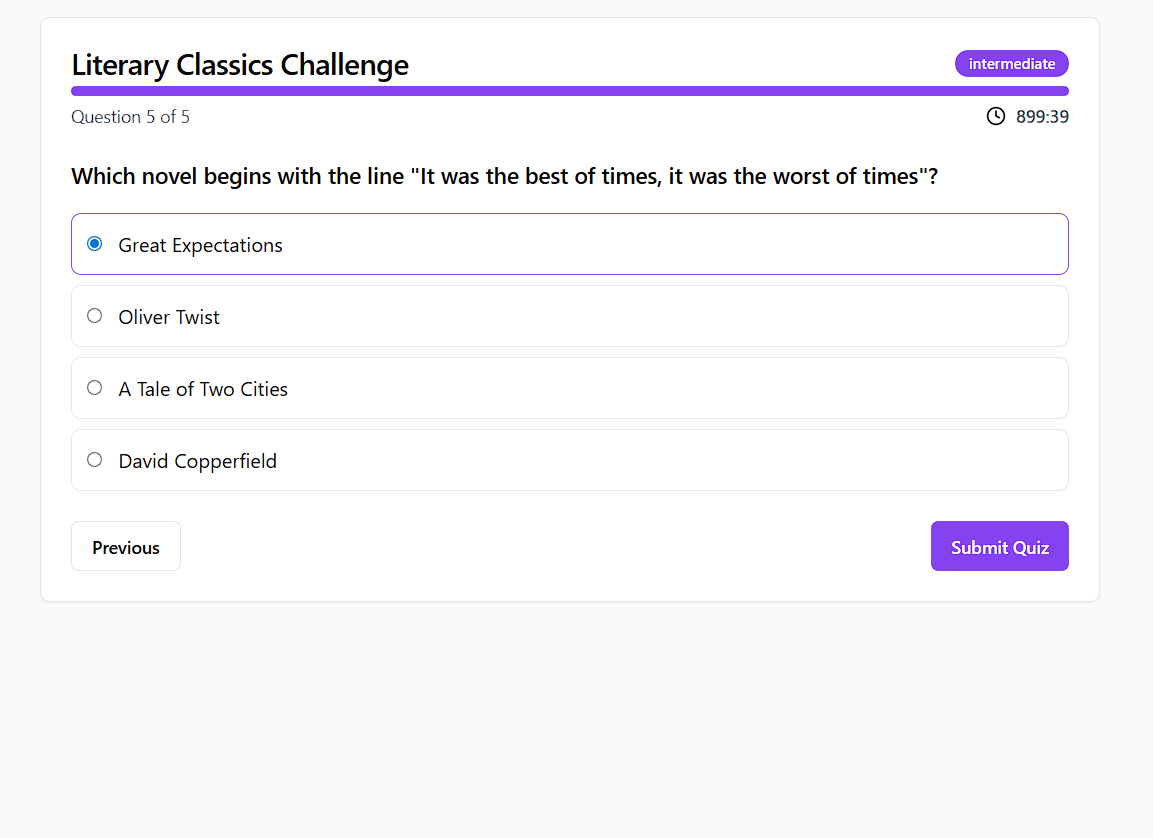 Literary Classics Challenge
intermediate
Question 5 of 5
899:39
Which novel begins with the line "It was the best of times, it was the worst of times"?
Great Expectations
Oliver Twist
A Tale of Two Cities
David Copperfield
Previous
Submit Quiz